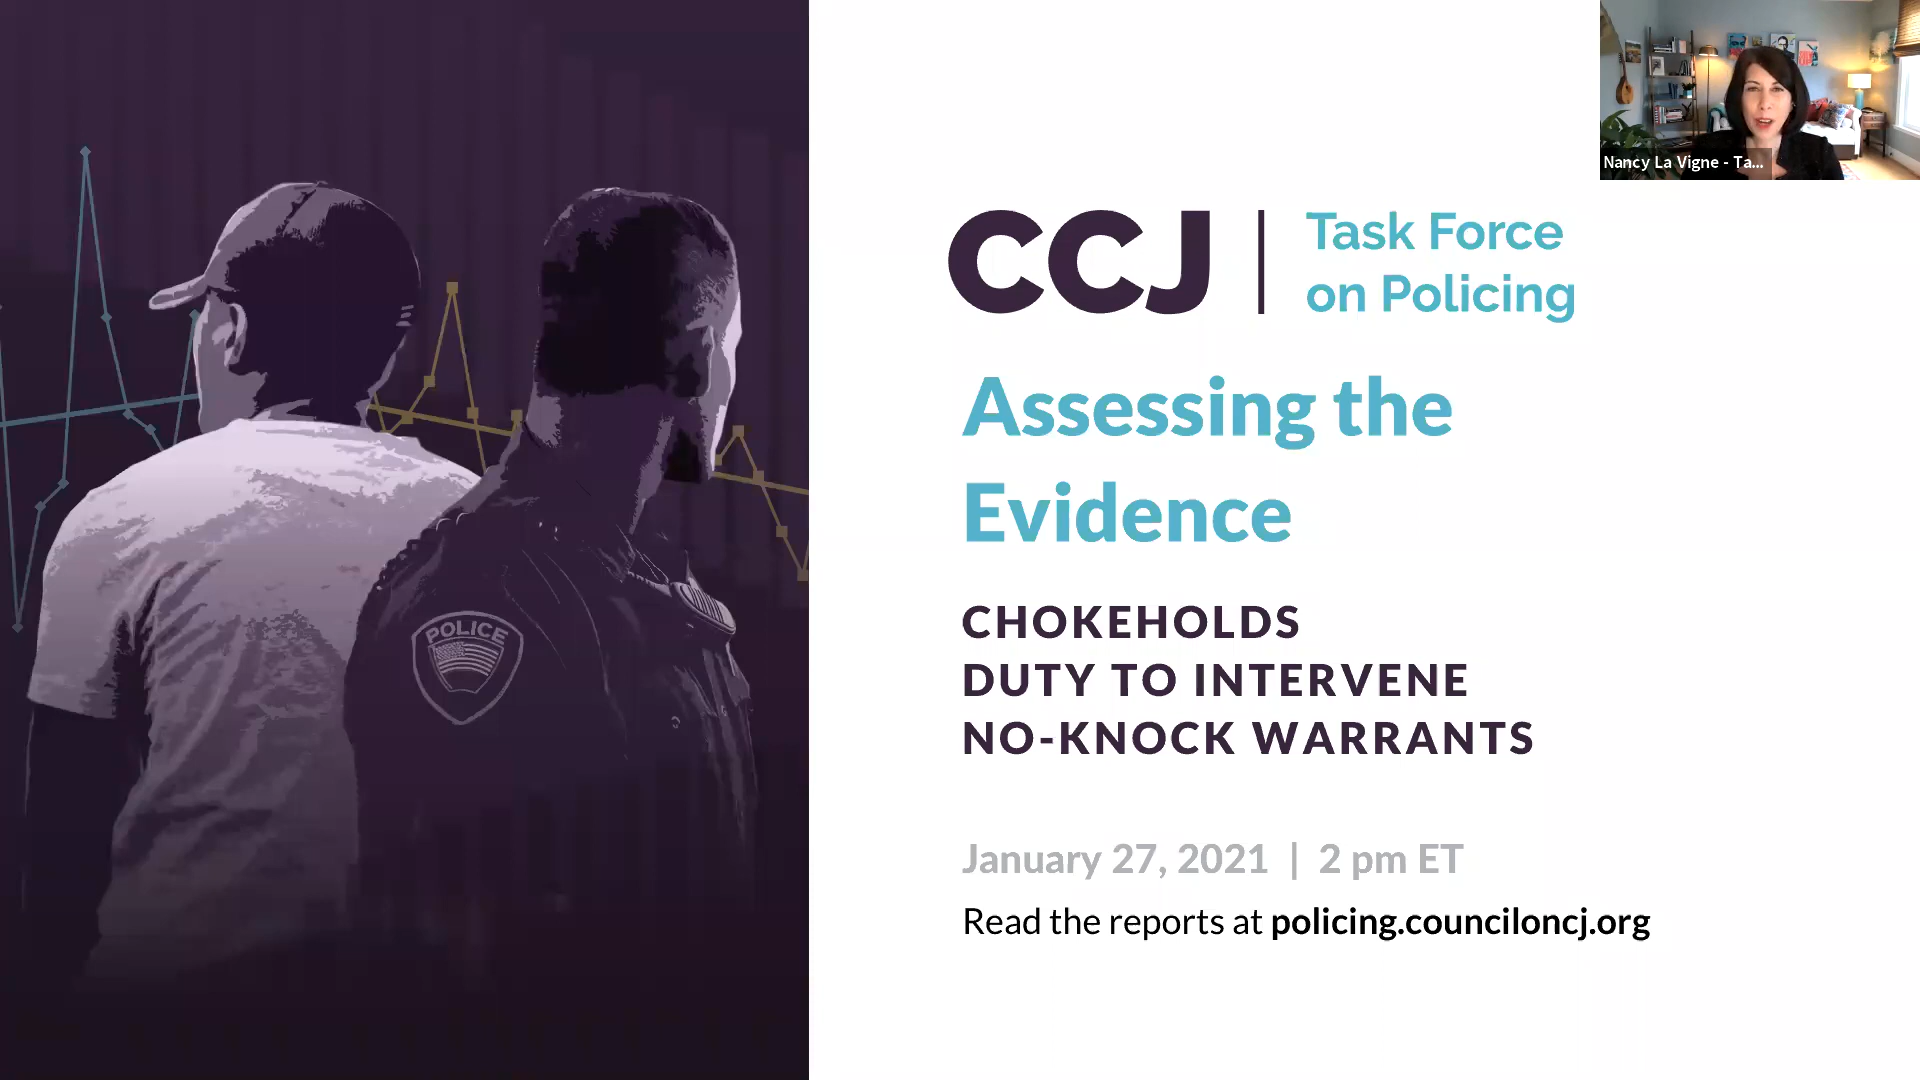 Nancy La Vigne - Ta...
CCJ
Task Force
on Policing
Assessing the
Evidence
CHOKEHOLDS
DUTY TO INTERVENE
NO-KNOCK WARRANTS
January 27, 2021 | 2 pm ET
Read the reports at policing.counciloncj.org
POLICE